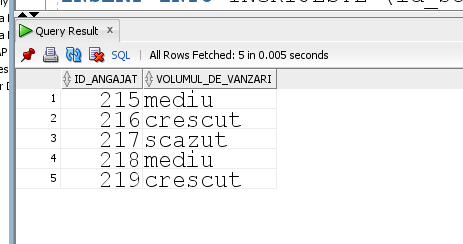 Query Result x
SQL | All Rows Fetched: 5 in 0.005 seconds
ID_ANGAJAT VOLUMUL_DE_VANZARI
1 215 mediu
2 216 crescut
3 217 scazut
4 218 mediu
5 219 crescut